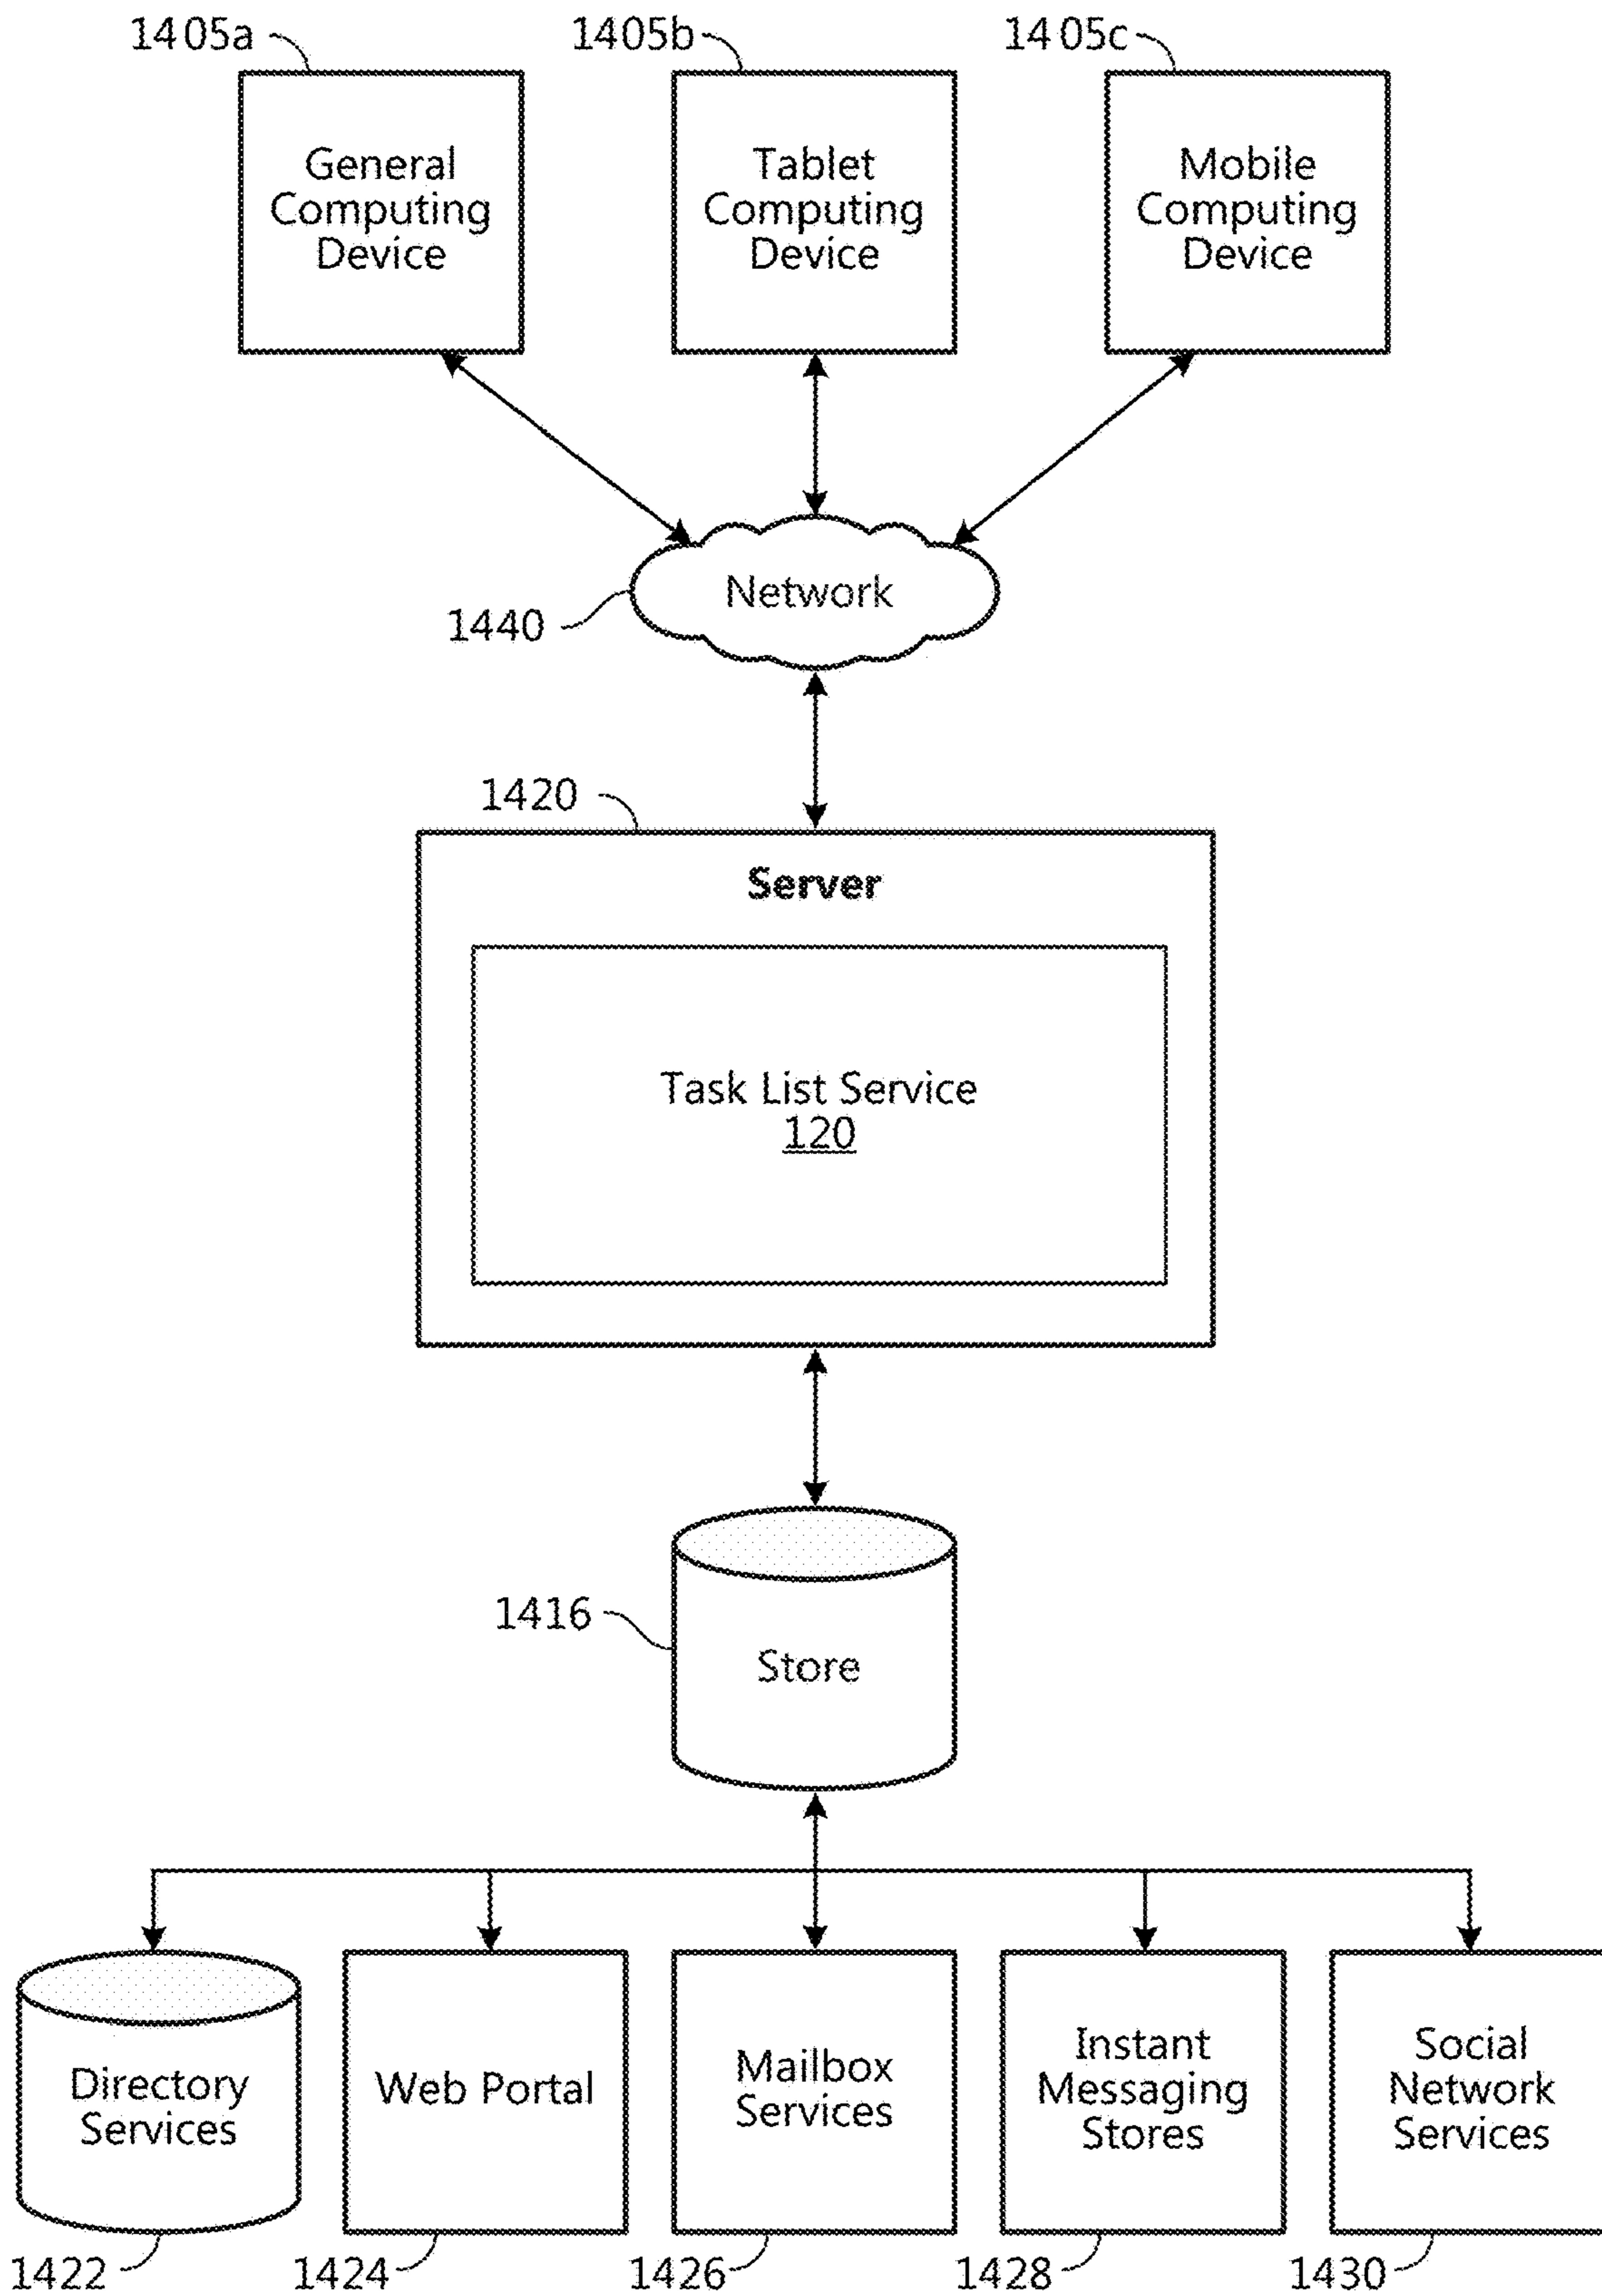 1405a
1405b
1405c
General
Computing
Device
Tablet
Computing
Device
Mobile
Computing
Device
Network
1440
1420
Server
Task List Service
120
1416
Store
Directory
Services
Web Portal
Mailbox
Services
Instant
Messaging
Stores
Social
Network
Services
1422
1424
1426
1428
1430